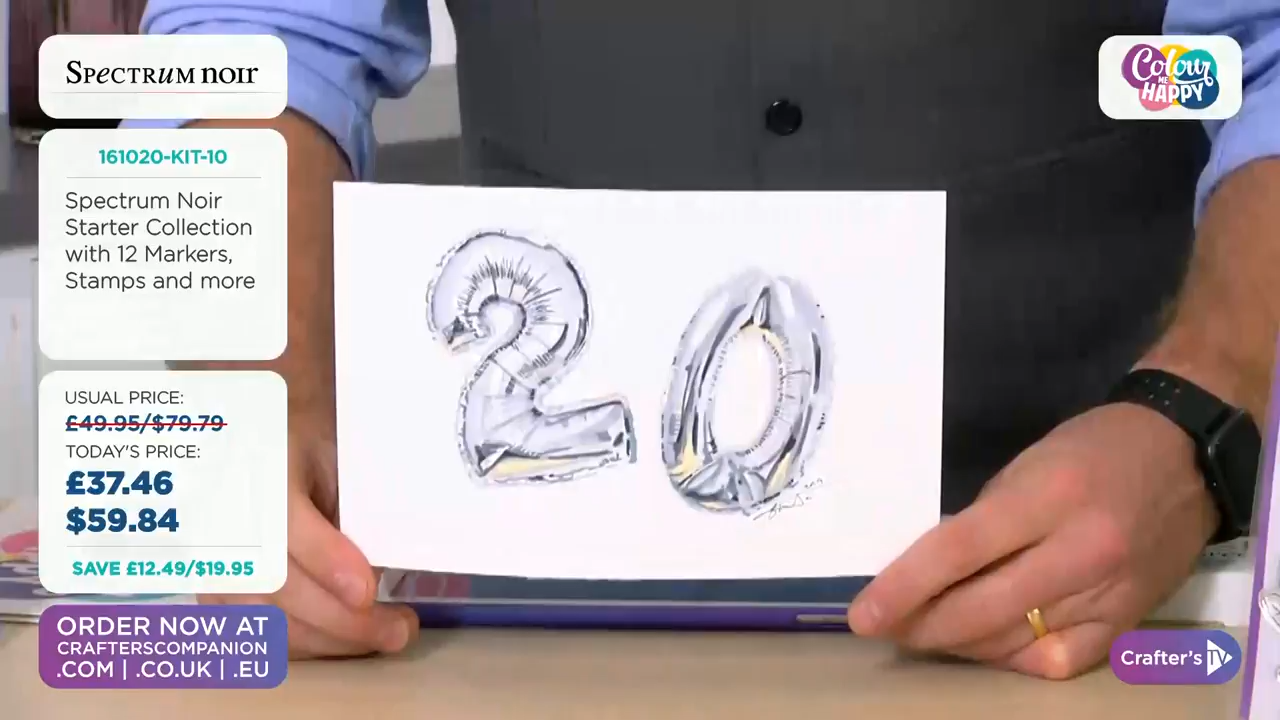 Spectrum noir
161020-KIT-10
Spectrum Noir
Starter Collection
with 12 Markers,
Stamps and more
USUAL PRICE:
£49.95/$79.79
TODAY'S PRICE:
£37.46
$59.84
SAVE £12.49/$19.95
ORDER NOW AT
CRAFTERSCOMPANION
.COM | .CO.UK | .EU
Colour
ME
HAPPY
20
Crafter's TV